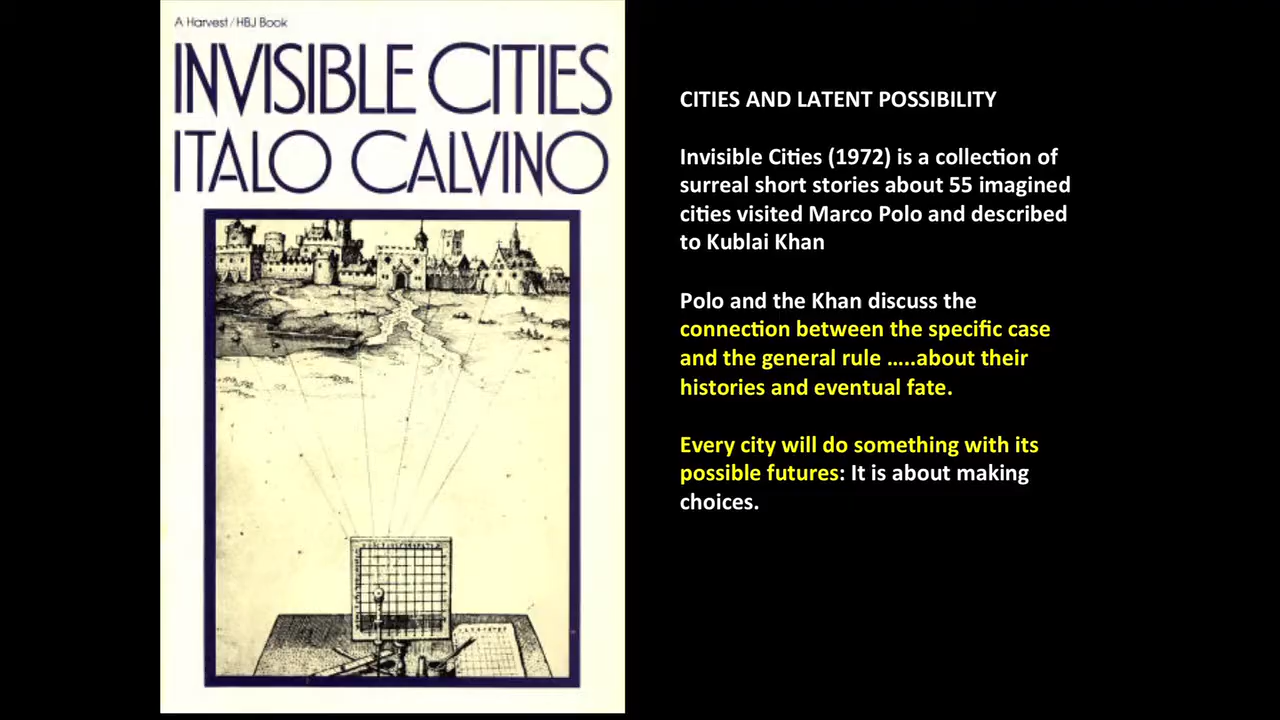 A Harvest/HBJ Book
INVISIBLE CITIES
ITALO CALVINO
CITIES AND LATENT POSSIBILITY
Invisible Cities (1972) is a collection of
surreal short stories about 55 imagined
cities visited Marco Polo and described
to Kublai Khan
Polo and the Khan discuss the
connection between the specific case
and the general rule .....about their
histories and eventual fate.
Every city will do something with its
possible futures: It is about making
choices.